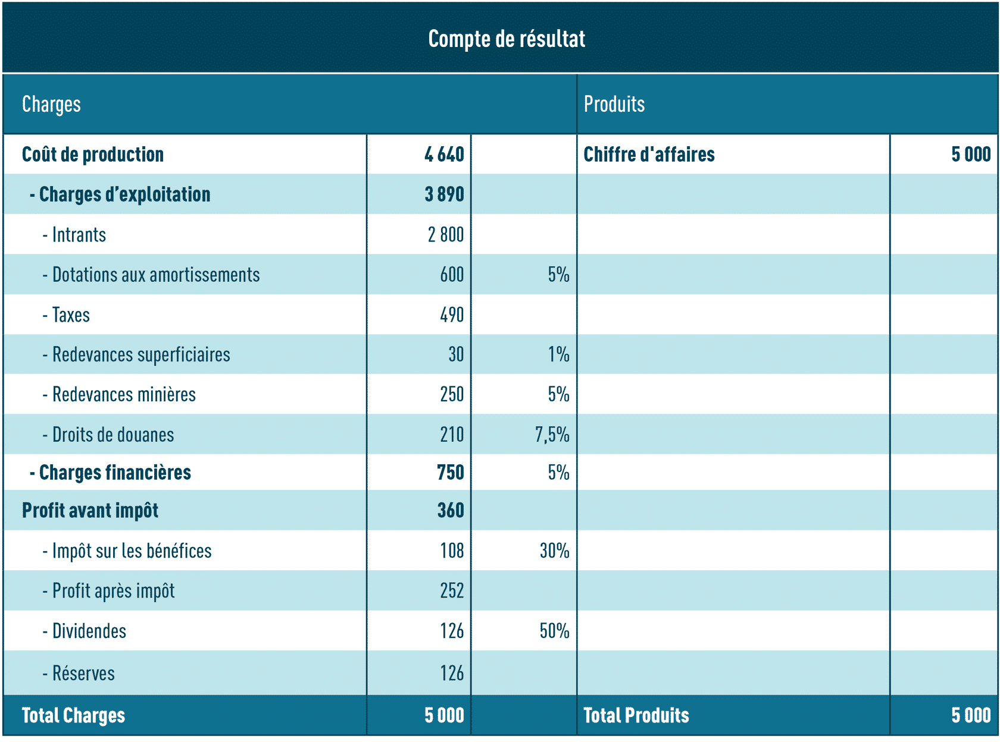 Compte de résultat
Charges Produits
Coût de production 4 640 Chiffre d'affaires 5 000
- Charges d’exploitation 3 890
- Intrants 2 800
- Dotations aux amortissements 600 5%
- Taxes 490
- Redevances superficiaires 30 1%
- Redevances minières 250 5%
- Droits de douanes 210 7,5%
- Charges financières 750 5%
Profit avant impôt 360
- Impôt sur les bénéfices 108 30%
- Profit après impôt 252
- Dividendes 126 50%
- Réserves 126
Total Charges 5 000 Total Produits 5 000